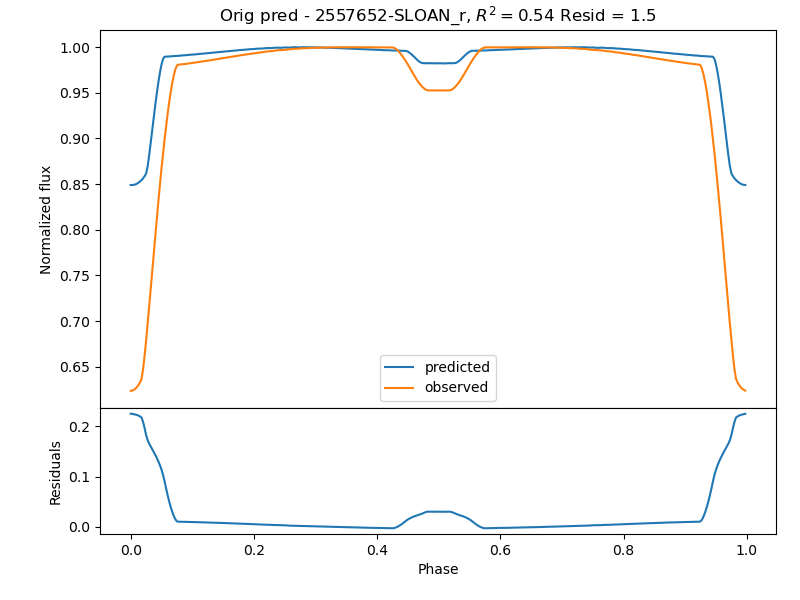 Orig pred - 2557652-SLOAN_r, R² = 0.54 Resid = 1.5
Normalized flux
1.00
0.95
0.90
0.85
0.80
0.75
0.70
0.65
predicted
observed
Residuals
0.2
0.1
0.0
0.0 0.2 0.4 0.6 0.8 1.0
Phase